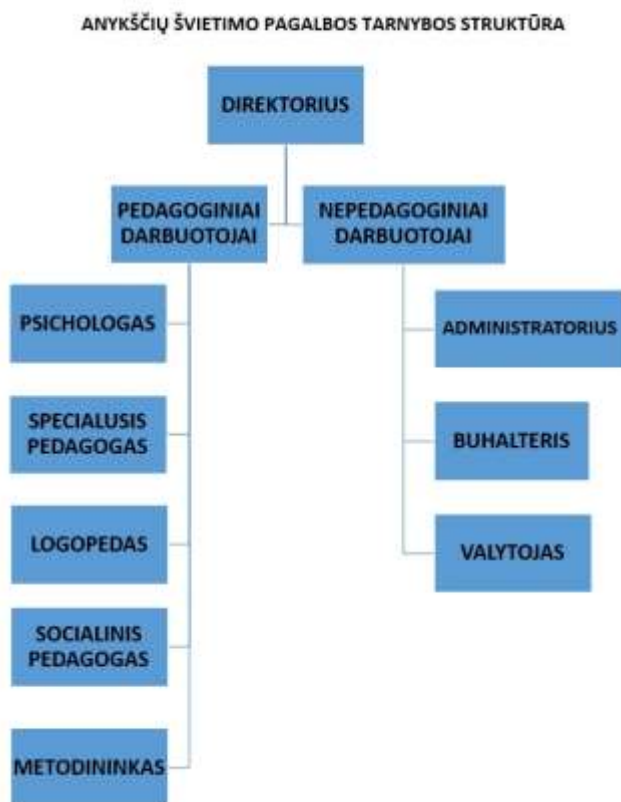 ANYKŠČIŲ ŠVIETIMO PAGALBOS TARNYBOS STRUKTŪRA
DIREKTORIUS
PEDAGOGINIAI
DARBUOTOJAI
NEPEDAGOGINIAI
DARBUOTOJAI
PSICHOLOGAS
SPECIALUSIS
PEDAGOGAS
LOGOPEDAS
SOCIALINIS
PEDAGOGAS
METODININKAS
ADMINISTRATORIUS
BUHALTERIS
VALYTOJAS